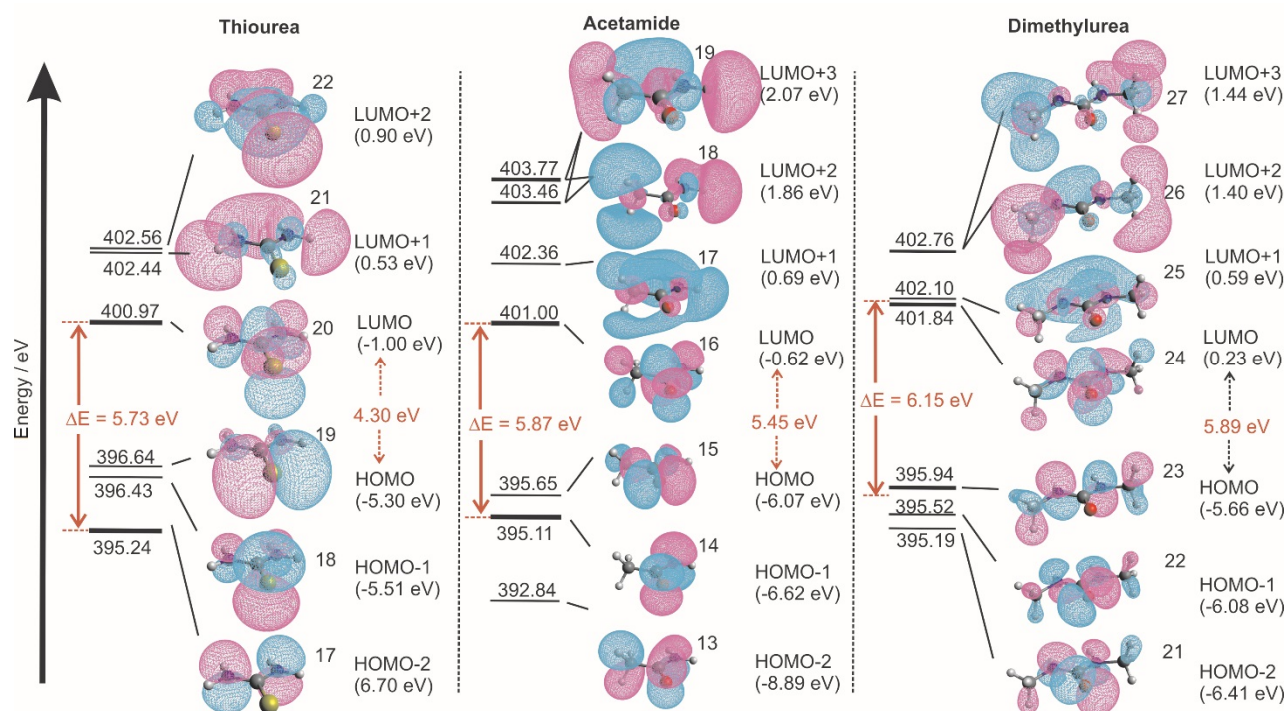 Thiourea
Acetamide
Dimethylurea
Energy / eV
22
LUMO+2
(0.90 eV)
402.56
402.44
21
LUMO+1
(0.53 eV)
400.97
20
LUMO
(-1.00 eV)
ΔE = 5.73 eV
4.30 eV
396.64
396.43
19
HOMO
(-5.30 eV)
395.24
18
HOMO-1
(-5.51 eV)
17
HOMO-2
(6.70 eV)
19
LUMO+3
(2.07 eV)
403.77
403.46
18
LUMO+2
(1.86 eV)
402.36
17
LUMO+1
(0.69 eV)
401.00
16
LUMO
(-0.62 eV)
ΔE = 5.87 eV
5.45 eV
395.65
15
HOMO
(-6.07 eV)
395.11
14
HOMO-1
(-6.62 eV)
392.84
13
HOMO-2
(-8.89 eV)
27
LUMO+3
(1.44 eV)
26
LUMO+2
(1.40 eV)
402.76
25
LUMO+1
(0.59 eV)
402.10
401.84
24
LUMO
(0.23 eV)
ΔE = 6.15 eV
5.89 eV
395.94
23
HOMO
(-5.66 eV)
395.52
395.19
22
HOMO-1
(-6.08 eV)
21
HOMO-2
(-6.41 eV)